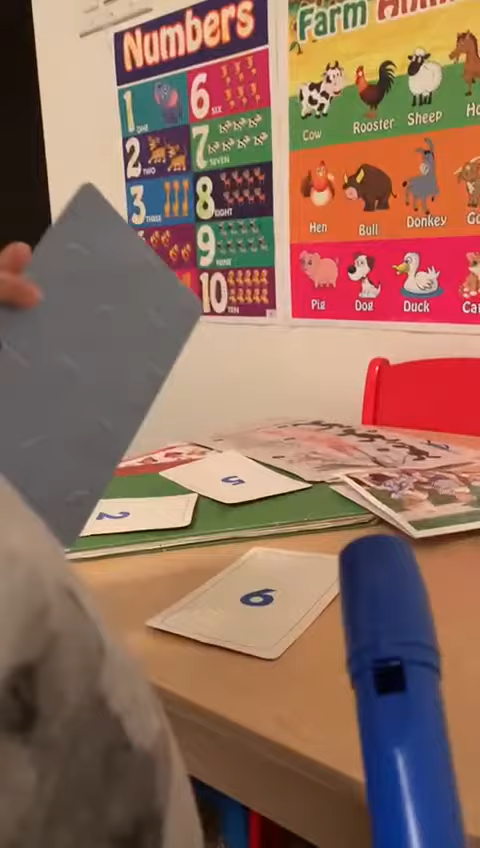 Numbers
1 ONE
6 SIX
2 TWO
7 SEVEN
3 THREE
8 EIGHT
9 NINE
10 TEN
Farm
Cow Rooster Sheep
Hen Bull Donkey
Pig Dog Duck
5
2
6